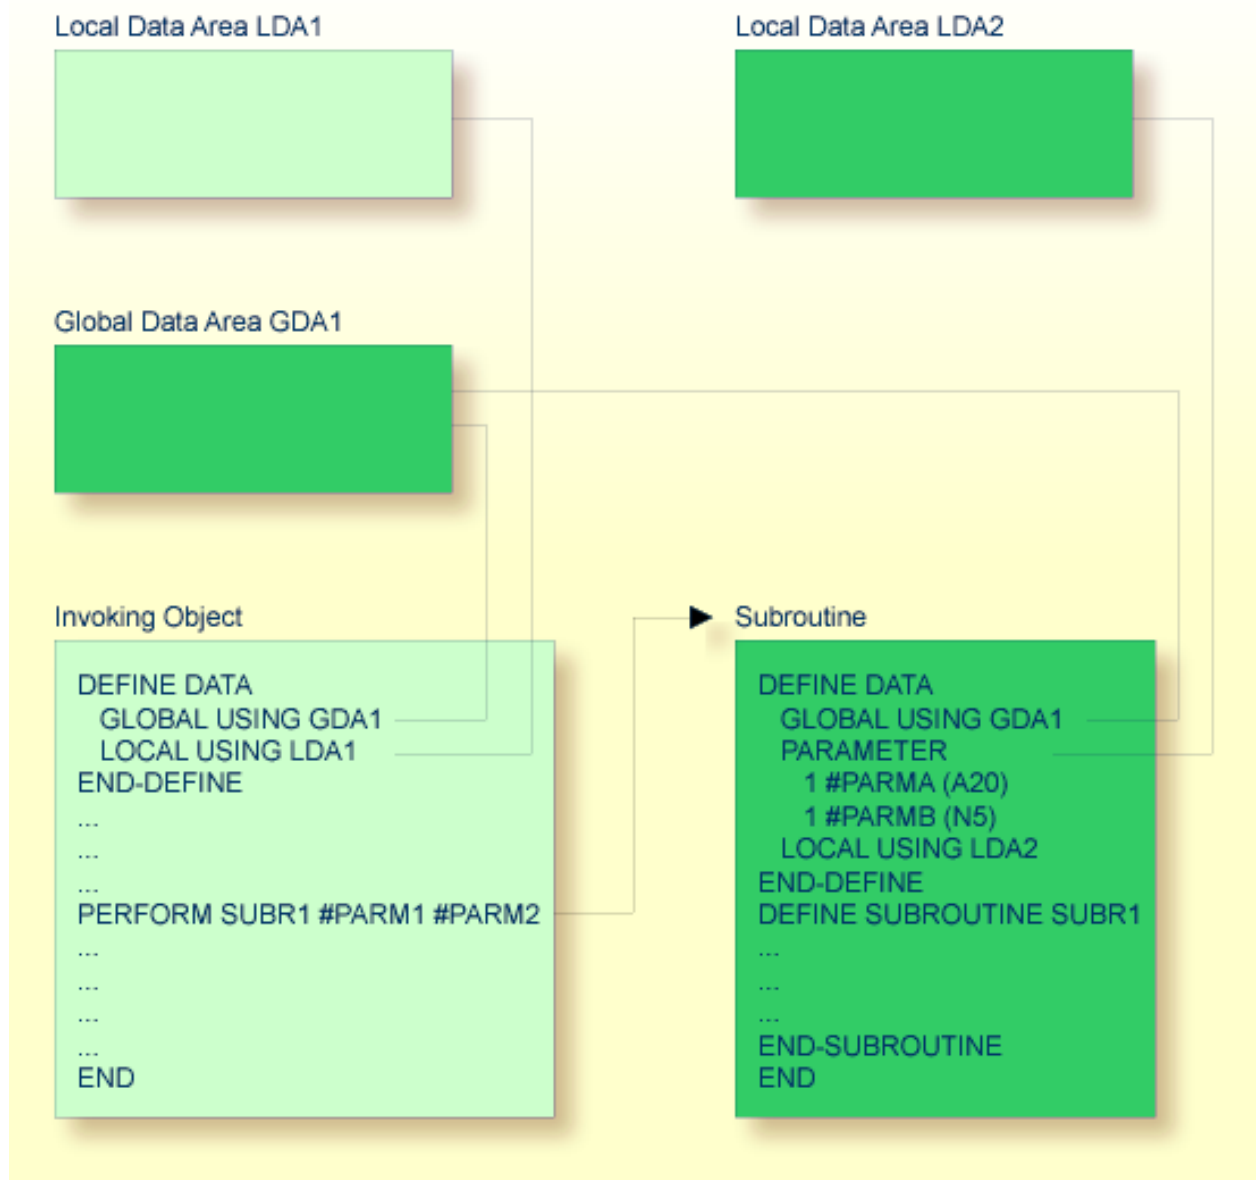 Local Data Area LDA1
Local Data Area LDA2
Global Data Area GDA1
Invoking Object
DEFINE DATA
GLOBAL USING GDA1
LOCAL USING LDA1
END-DEFINE
...
...
...
PERFORM SUBR1 #PARM1 #PARM2
...
...
...
...
END
Subroutine
DEFINE DATA
GLOBAL USING GDA1
PARAMETER
1 #PARMA (A20)
1 #PARMB (N5)
LOCAL USING LDA2
END-DEFINE
DEFINE SUBROUTINE SUBR1
...
...
...
END-SUBROUTINE
END